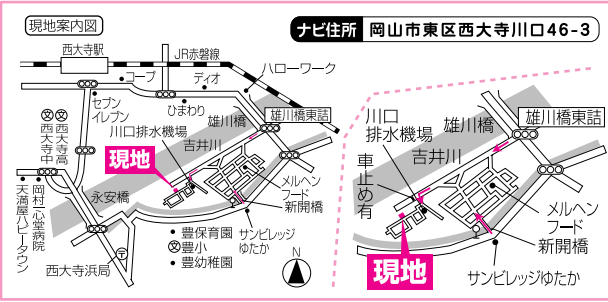 現地案内図
ナビ住所 岡山市東区西大寺川口46-3
西大寺駅
JR赤穂線
コープ
ディオ
ハローワーク
セブン
イレブン
ひまわり
雄川橋
雄川橋東詰
川口排水機場
吉井川
現地
西大寺高
西大寺中
メルヘン
フード
新開橋
永安橋
岡村一心堂病院
天満屋ハピータウン
西大寺浜局
豊保育園
豊小
豊幼稚園
サンビレッジ
ゆたか
N
川口
排水機場
雄川橋
雄川橋東詰
吉井川
車止め有
メルヘン
フード
新開橋
現地
サンビレッジゆたか